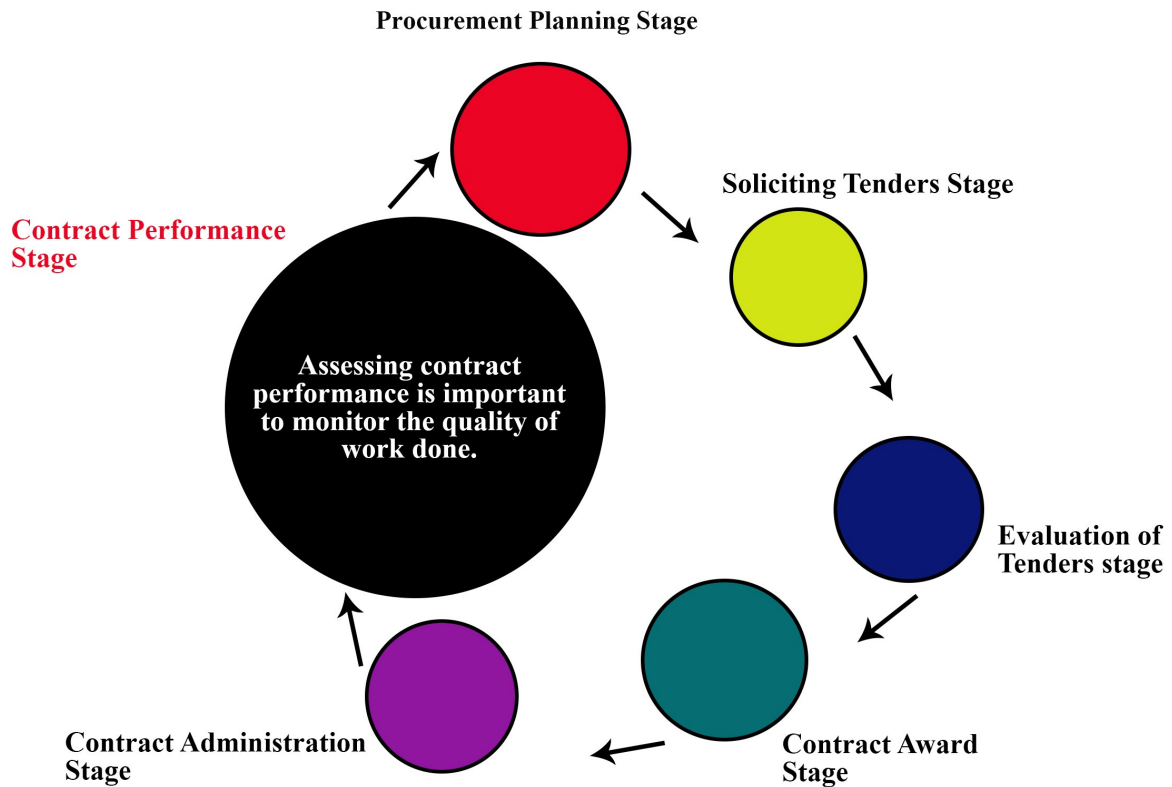 Procurement Planning Stage
Soliciting Tenders Stage
Contract Performance
Stage
Assessing contract
performance is important
to monitor the quality of
work done.
Evaluation of
Tenders stage
Contract Administration
Stage
Contract Award
Stage